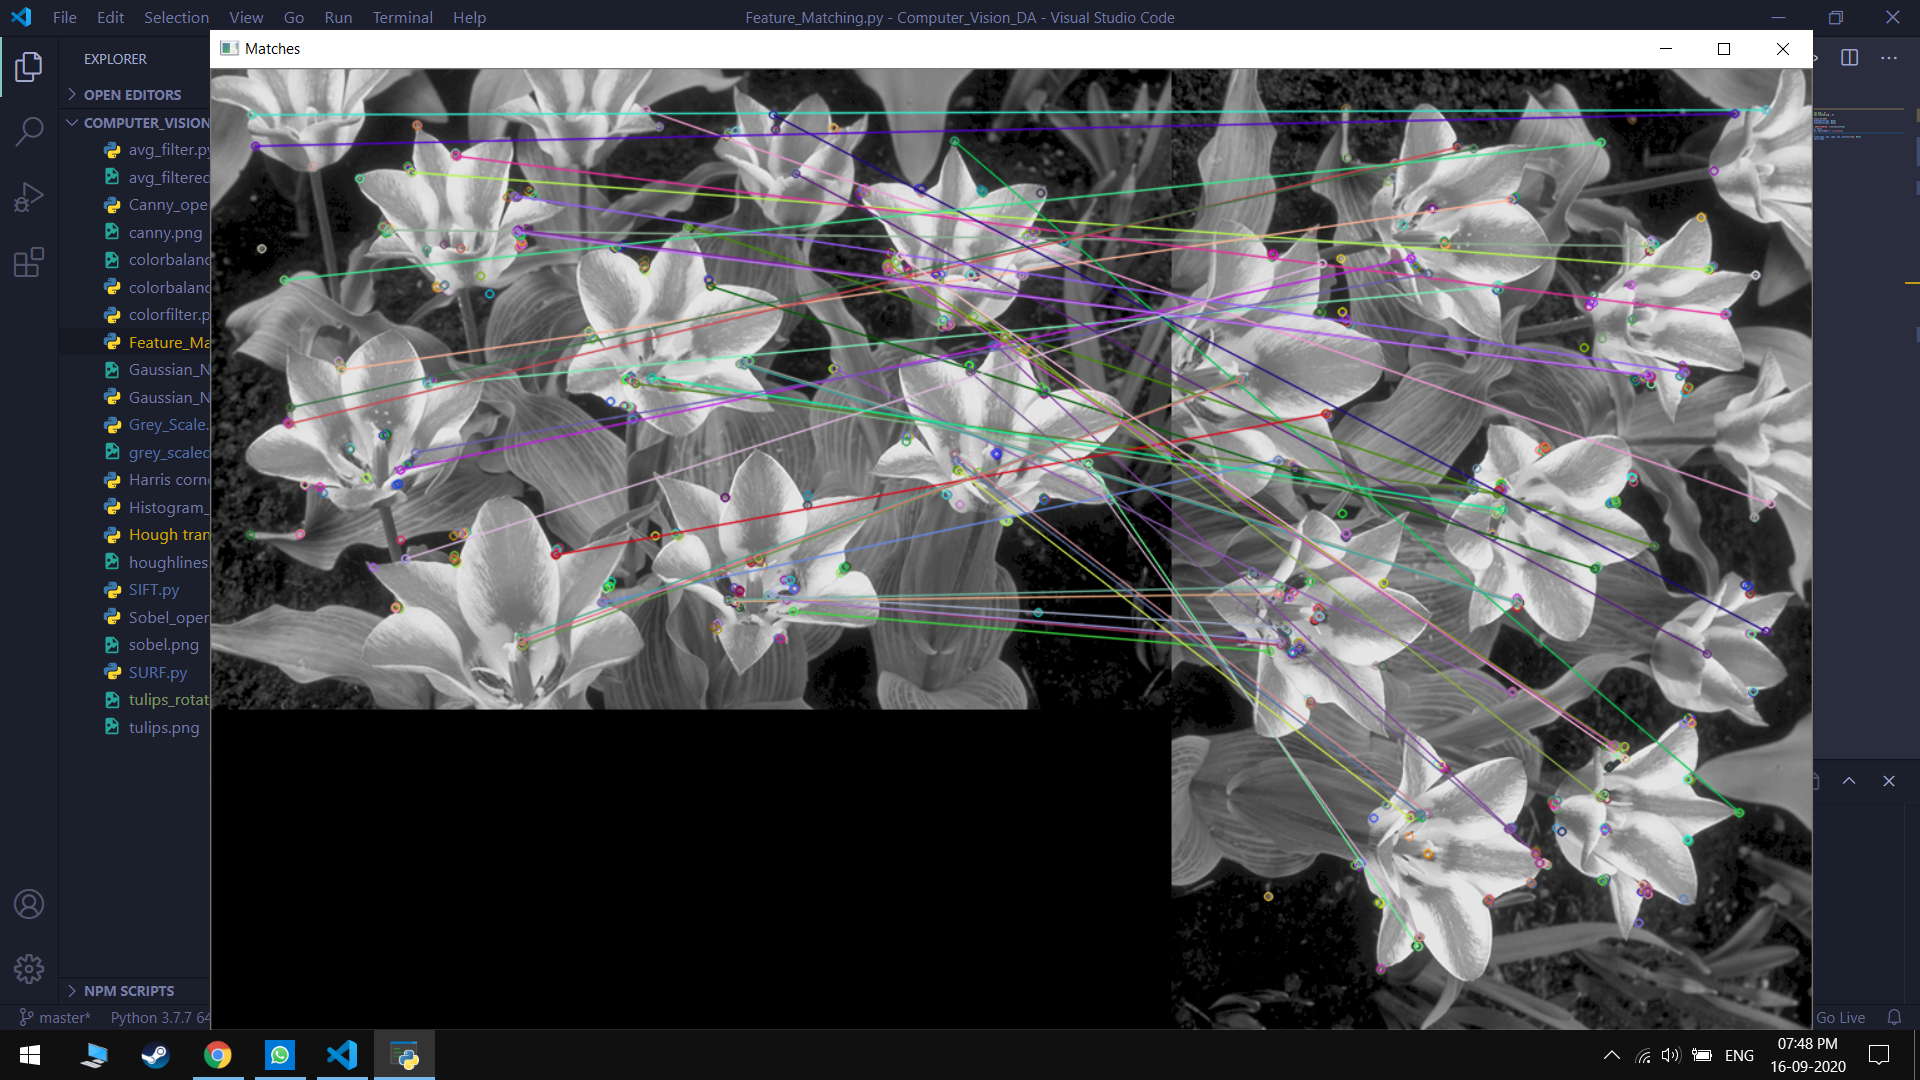 File Edit Selection View Go Run Terminal Help
Feature_Matching.py - Computer_Vision_DA - Visual Studio Code
Matches
EXPLORER
OPEN EDITORS
COMPUTER_VISION
avg_filter.py
avg_filtered
Canny_ope
canny.png
colorbalanc
colorbalanc
colorfilter.p
Feature_Ma
Gaussian_N
Gaussian_N
Grey_Scale.
grey_scaled
Harris corn
Histogram_
Hough tran
houghlines
SIFT.py
Sobel_oper
sobel.png
SURF.py
tulips_rotat
tulips.png
NPM SCRIPTS
master* Python 3.7.7 64
Go Live
ENG
07:48 PM
16-09-2020